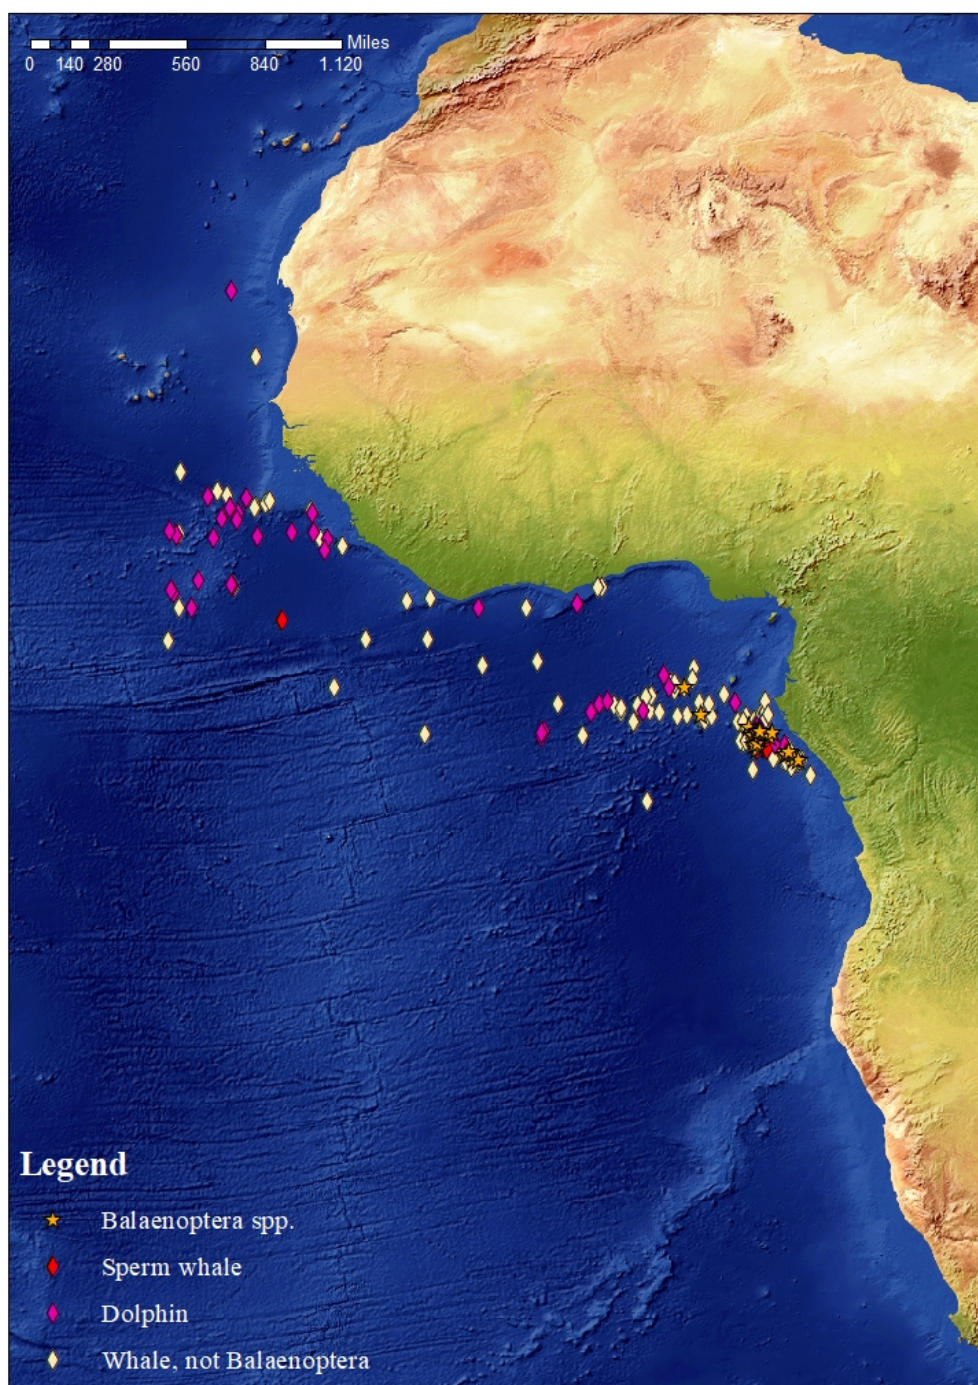 Miles
0 140 280 560 840 1.120
Legend
Balaenoptera spp.
Sperm whale
Dolphin
Whale, not Balaenoptera